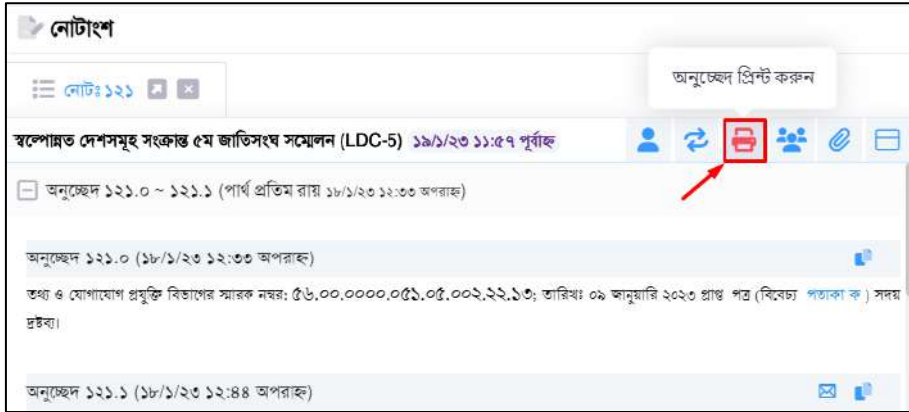 নোটাংশ
অনুচ্ছেদ প্রিন্ট করুন
নোটঃ ১২১
স্বল্পোন্নত দেশসমূহ সংক্রান্ত ৫ম জাতিসংঘ সম্মেলন (LDC-5) ১৯/১/২৩ ১১:৫৭ পূর্বাহ্ন
অনুচ্ছেদ ১২১.০ ~ ১২১.১ (পার্থ প্রতিম রায় ১৮/১/২৩ ১২:৩৩ অপরাহ্ন)
অনুচ্ছেদ ১২১.০ (১৮/১/২৩ ১২:৩৩ অপরাহ্ন)
তথ্য ও যোগাযোগ প্রযুক্তি বিভাগের স্মারক নম্বর: ৫৬.০০.০০০০.০৫১.০৫.০০২.২২.১৩; তারিখঃ ০৯ জানুয়ারি ২০২৩ প্রাপ্ত পত্র (বিবেচ্য পতাকা ক ) সদয়
দ্রষ্টব্য।
অনুচ্ছেদ ১২১.১ (১৮/১/২৩ ১২:৪৪ অপরাহ্ন)